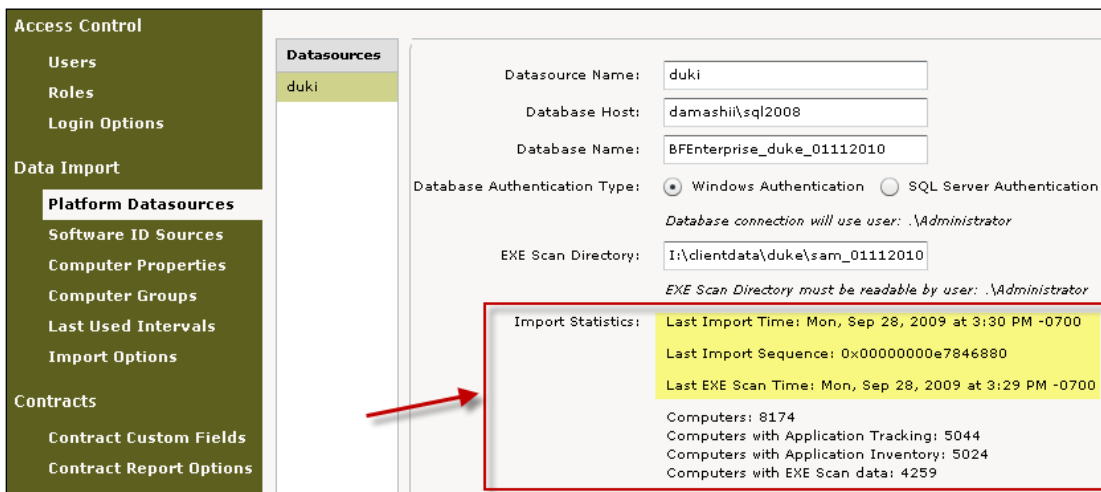 Access Control
Users
Roles
Login Options
Data Import
Platform Datasources
Software ID Sources
Computer Properties
Computer Groups
Last Used Intervals
Import Options
Contracts
Contract Custom Fields
Contract Report Options
Datasources
duki
Datasource Name: duki
Database Host: damashii\sql2008
Database Name: BFEnterprise_duke_01112010
Database Authentication Type: Windows Authentication SQL Server Authentication
Database connection will use user: .\Administrator
EXE Scan Directory: I:\clientdata\duke\sam_01112010
EXE Scan Directory must be readable by user: .\Administrator
Import Statistics: Last Import Time: Mon, Sep 28, 2009 at 3:30 PM -0700
Last Import Sequence: 0x00000000e7846880
Last EXE Scan Time: Mon, Sep 28, 2009 at 3:29 PM -0700
Computers: 8174
Computers with Application Tracking: 5044
Computers with Application Inventory: 5024
Computers with EXE Scan data: 4259